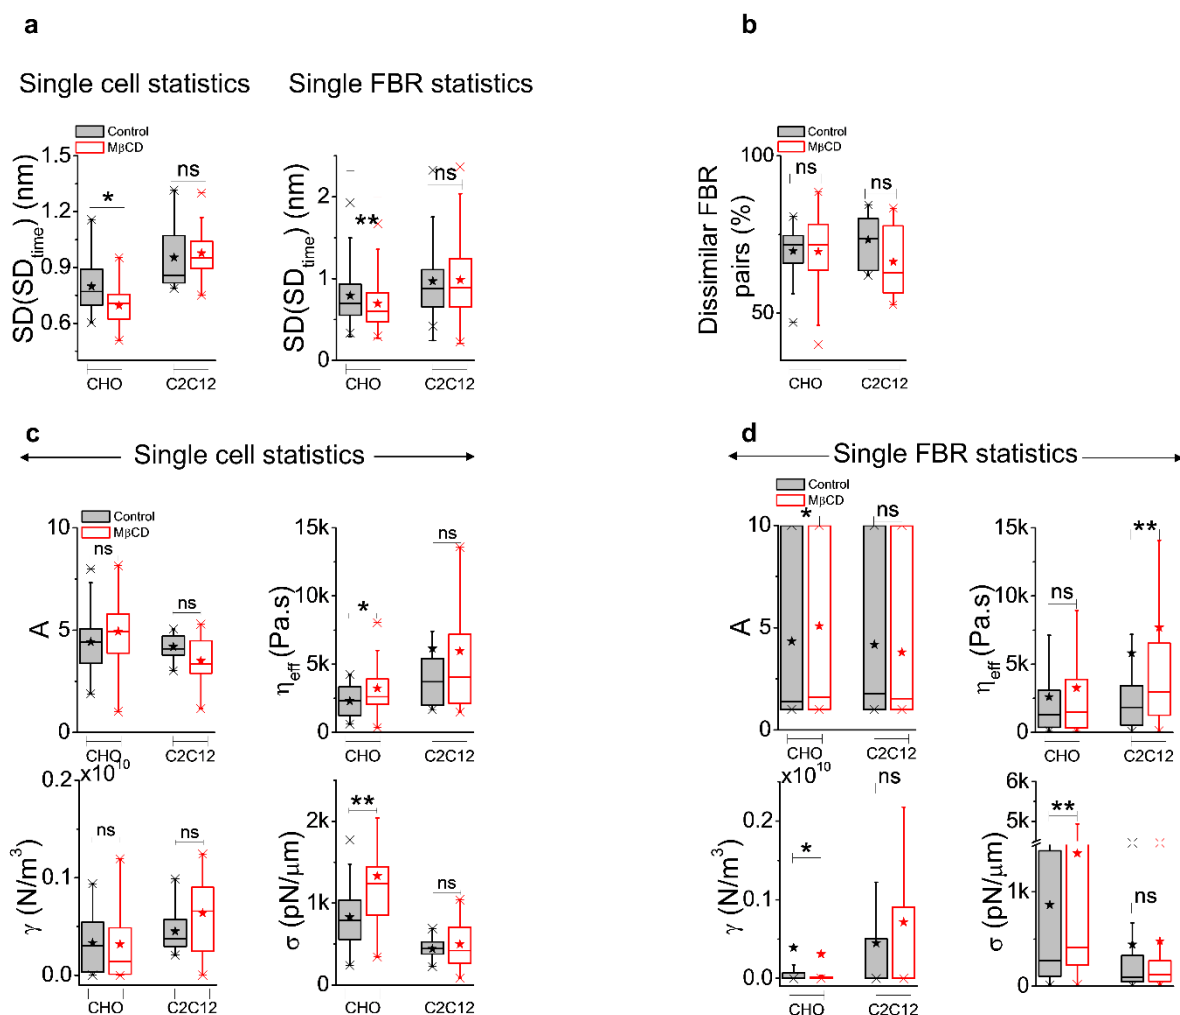 a
b
Single cell statistics
Single FBR statistics
Control
MβCD
SD(SD_time) (nm)
1.5
1.2
0.9
0.6
*
ns
CHO
C2C12
SD(SD_time) (nm)
2
1
0
**
ns
CHO
C2C12
Control
MβCD
Dissimilar FBR
pairs (%)
100
50
ns
ns
CHO
C2C12
c
Single cell statistics
d
Single FBR statistics
Control
MβCD
A
10
5
0
ns
ns
CHO
C2C12
η_eff (Pa.s)
15k
10k
5k
0
*
ns
CHO
C2C12
Control
MβCD
A
10
5
0
*
ns
CHO
C2C12
η_eff (Pa.s)
15k
10k
5k
0
ns
**
CHO
C2C12
x10^10
γ (N/m^3)
0.2
0.1
0.0
ns
ns
CHO
C2C12
σ (pN/μm)
2k
1k
0
**
ns
CHO
C2C12
x10^10
γ (N/m^3)
0.2
0.1
0.0
*
ns
CHO
C2C12
σ (pN/μm)
6k
5k
1k
0
**
ns
CHO
C2C12